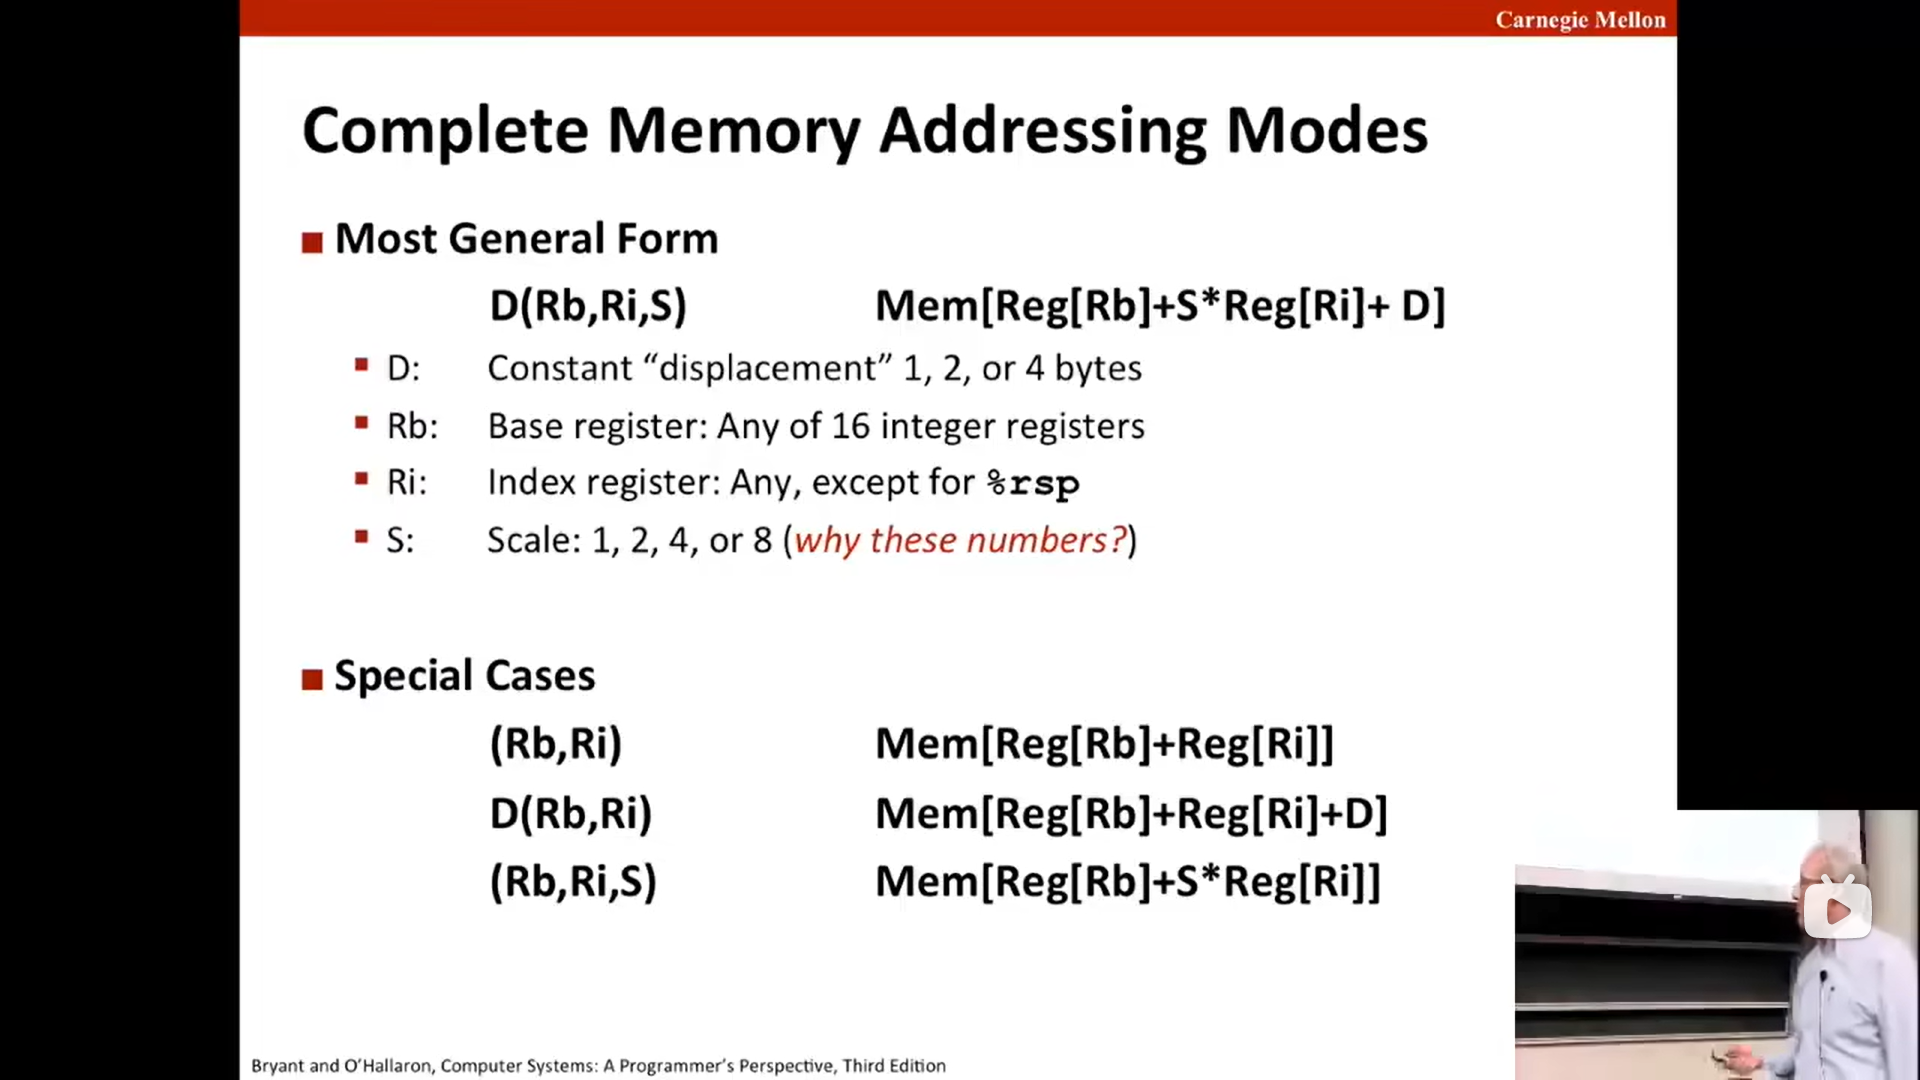 Carnegie Mellon
Complete Memory Addressing Modes
■ Most General Form
D(Rb,Ri,S) Mem[Reg[Rb]+S*Reg[Ri]+ D]
▪ D: Constant “displacement” 1, 2, or 4 bytes
▪ Rb: Base register: Any of 16 integer registers
▪ Ri: Index register: Any, except for %rsp
▪ S: Scale: 1, 2, 4, or 8 (why these numbers?)
■ Special Cases
(Rb,Ri) Mem[Reg[Rb]+Reg[Ri]]
D(Rb,Ri) Mem[Reg[Rb]+Reg[Ri]+D]
(Rb,Ri,S) Mem[Reg[Rb]+S*Reg[Ri]]
Bryant and O’Hallaron, Computer Systems: A Programmer’s Perspective, Third Edition